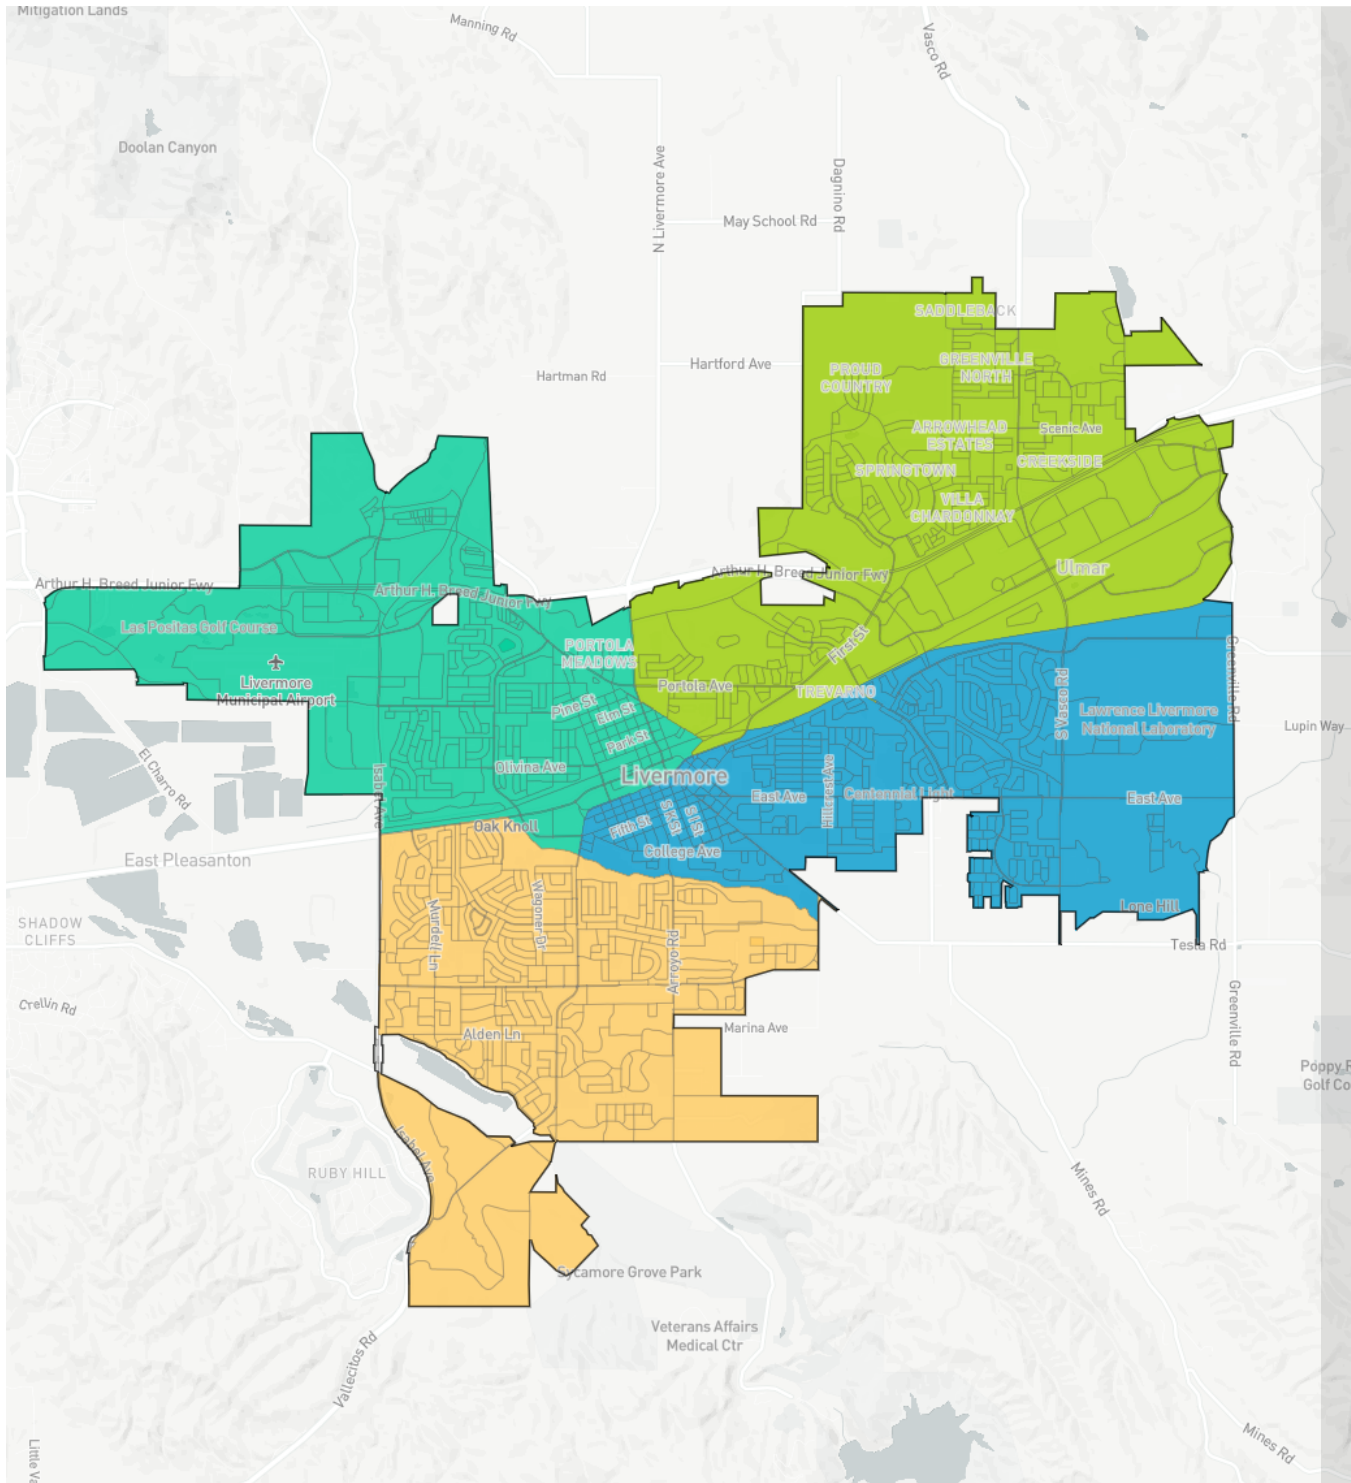 Mitigation Lands
Manning Rd
Vasco Rd
Doolan Canyon
N Livermore Ave
Dagnino Rd
May School Rd
SADDLEBACK
Hartford Ave
Hartman Rd
PROUD
COUNTRY
GREENVILLE
NORTH
ARROWHEAD
ESTATES
Scenic Ave
SPRINGTOWN
CREEKSIDE
VILLA
CHARDONNAY
Ulmar
Arthur H. Breed Junior Fwy
Arthur H. Breed Junior Fwy
Arthur H. Breed Junior Fwy
Las Positas Golf Course
Livermore
Municipal Airport
PORTOLA
MEADOWS
First St
Portola Ave
TREVARNO
Pine St
Elm St
Park St
S Vasco Rd
Greenville Rd
Lawrence Livermore
National Laboratory
Lupin Way
El Charro Rd
Isabel Ave
Olivina Ave
Livermore
East Ave
Hillcrest Ave
Centennial Light
East Ave
Oak Knoll
Fifth St
S K St
S I St
College Ave
East Pleasanton
SHADOW
CLIFFS
Murdell Ln
Wagoner Dr
Arroyo Rd
Lone Hill
Tesla Rd
Crellin Rd
Alden Ln
Marina Ave
Greenville Rd
Poppy R
Golf Co
Isabel Ave
RUBY HILL
Mines Rd
Sycamore Grove Park
Veterans Affairs
Medical Ctr
Vallecitos Rd
Mines Rd
Little Va